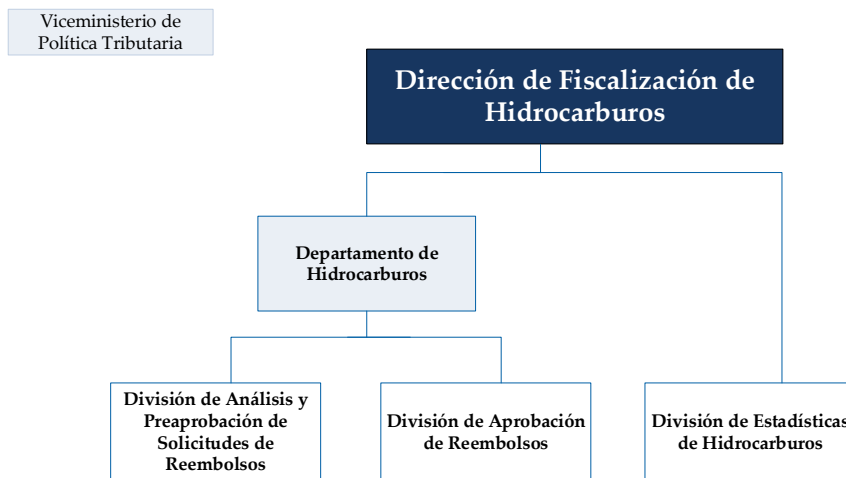 Viceministerio de
Política Tributaria
Dirección de Fiscalización de
Hidrocarburos
Departamento de
Hidrocarburos
División de Análisis y
Preaprobación de
Solicitudes de
Reembolsos
División de Aprobación
de Reembolsos
División de Estadísticas
de Hidrocarburos